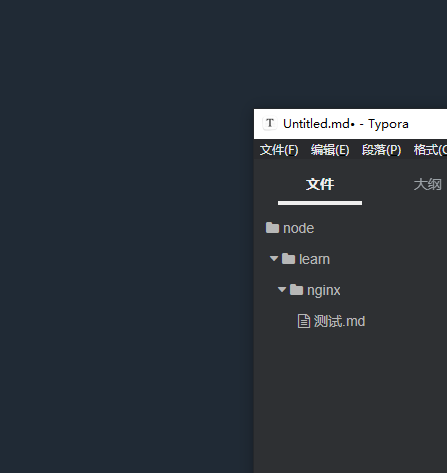 T Untitled.md• - Typora
文件(F) 编辑(E) 段落(P) 格式(
文件 大纲
node
learn
nginx
测试.md